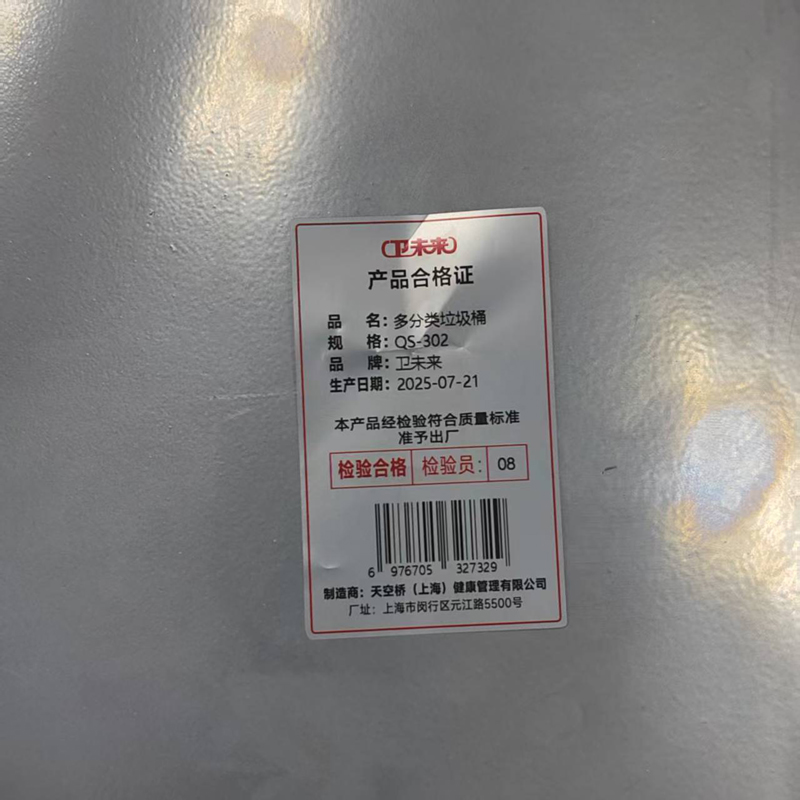 卫未来
产品合格证
品 名：多分类垃圾桶
规 格：QS-302
品 牌：卫未来
生产日期：2025-07-21
本产品经检验符合质量标准
准予出厂
检验合格 检验员：08
6 976705 327329
制造商：天空桥（上海）健康管理有限公司
厂址：上海市闵行区元江路5500号